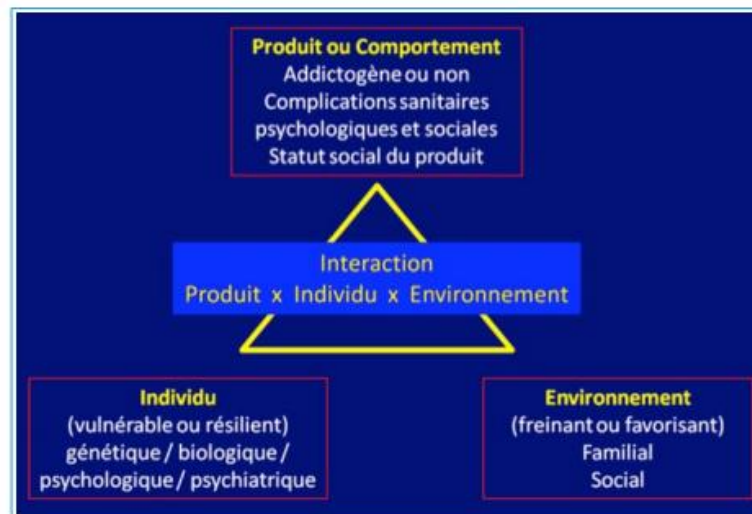 Produit ou Comportement
Addictogène ou non
Complications sanitaires
psychologiques et sociales
Statut social du produit
Interaction
Produit x Individu x Environnement
Individu
(vulnérable ou résilient)
génétique / biologique /
psychologique / psychiatrique
Environnement
(freinant ou favorisant)
Familial
Social